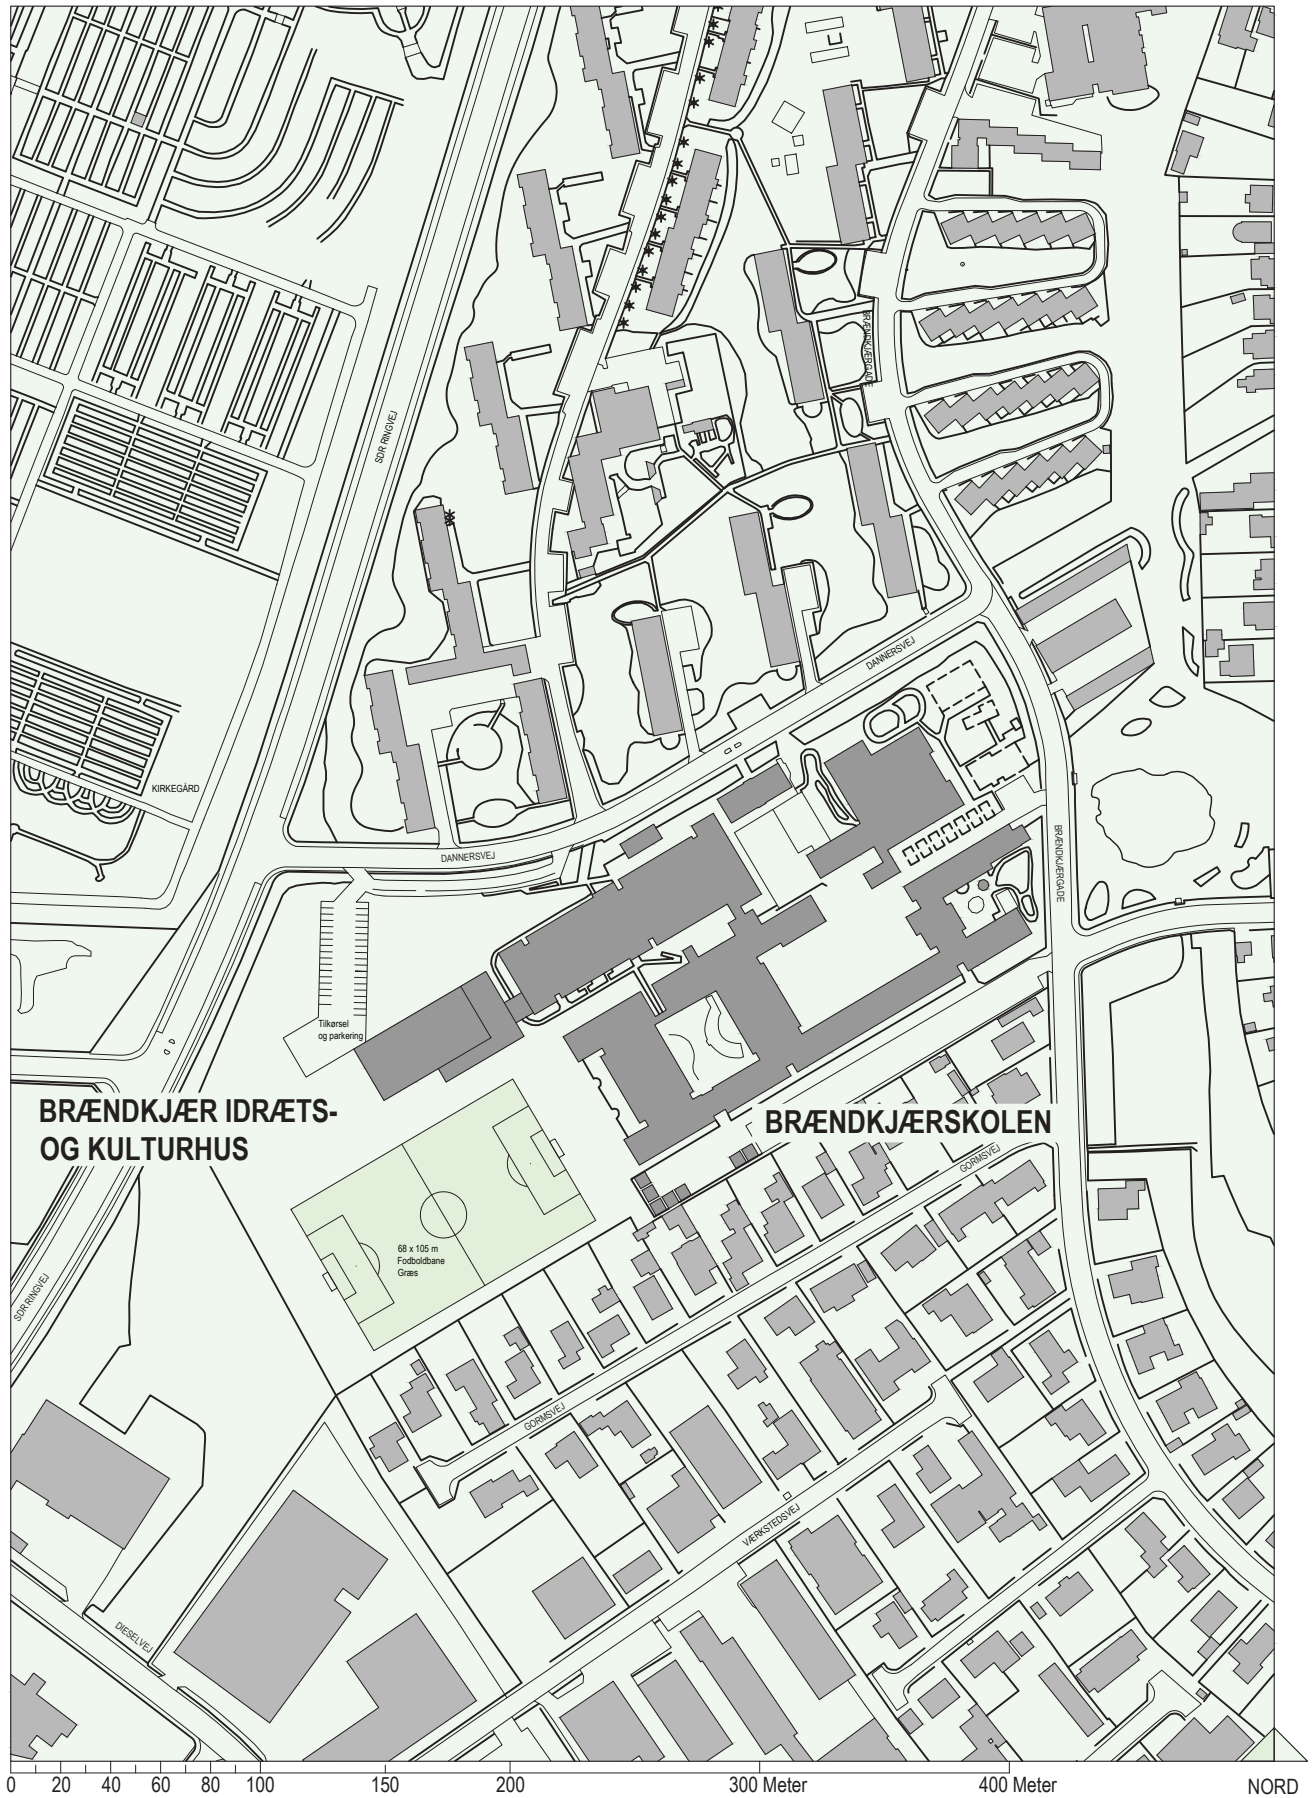 BRÆNDKJÆRGADE
SDR RINGVEJ
DANNERSVEJ
KIRKEGÅRD
DANNERSVEJ
BRÆNDKJÆRGADE
Tilkørsel
og parkering
BRÆNDKJÆR IDRÆTS-
OG KULTURHUS
BRÆNDKJÆRSKOLEN
GORMSVEJ
68 x 105 m
Fodboldbane
Græs
SDR RINGVEJ
GORMSVEJ
VÆRKSTEDSVEJ
DIESELVEJ
0 20 40 60 80 100 150 200 300 Meter 400 Meter NORD